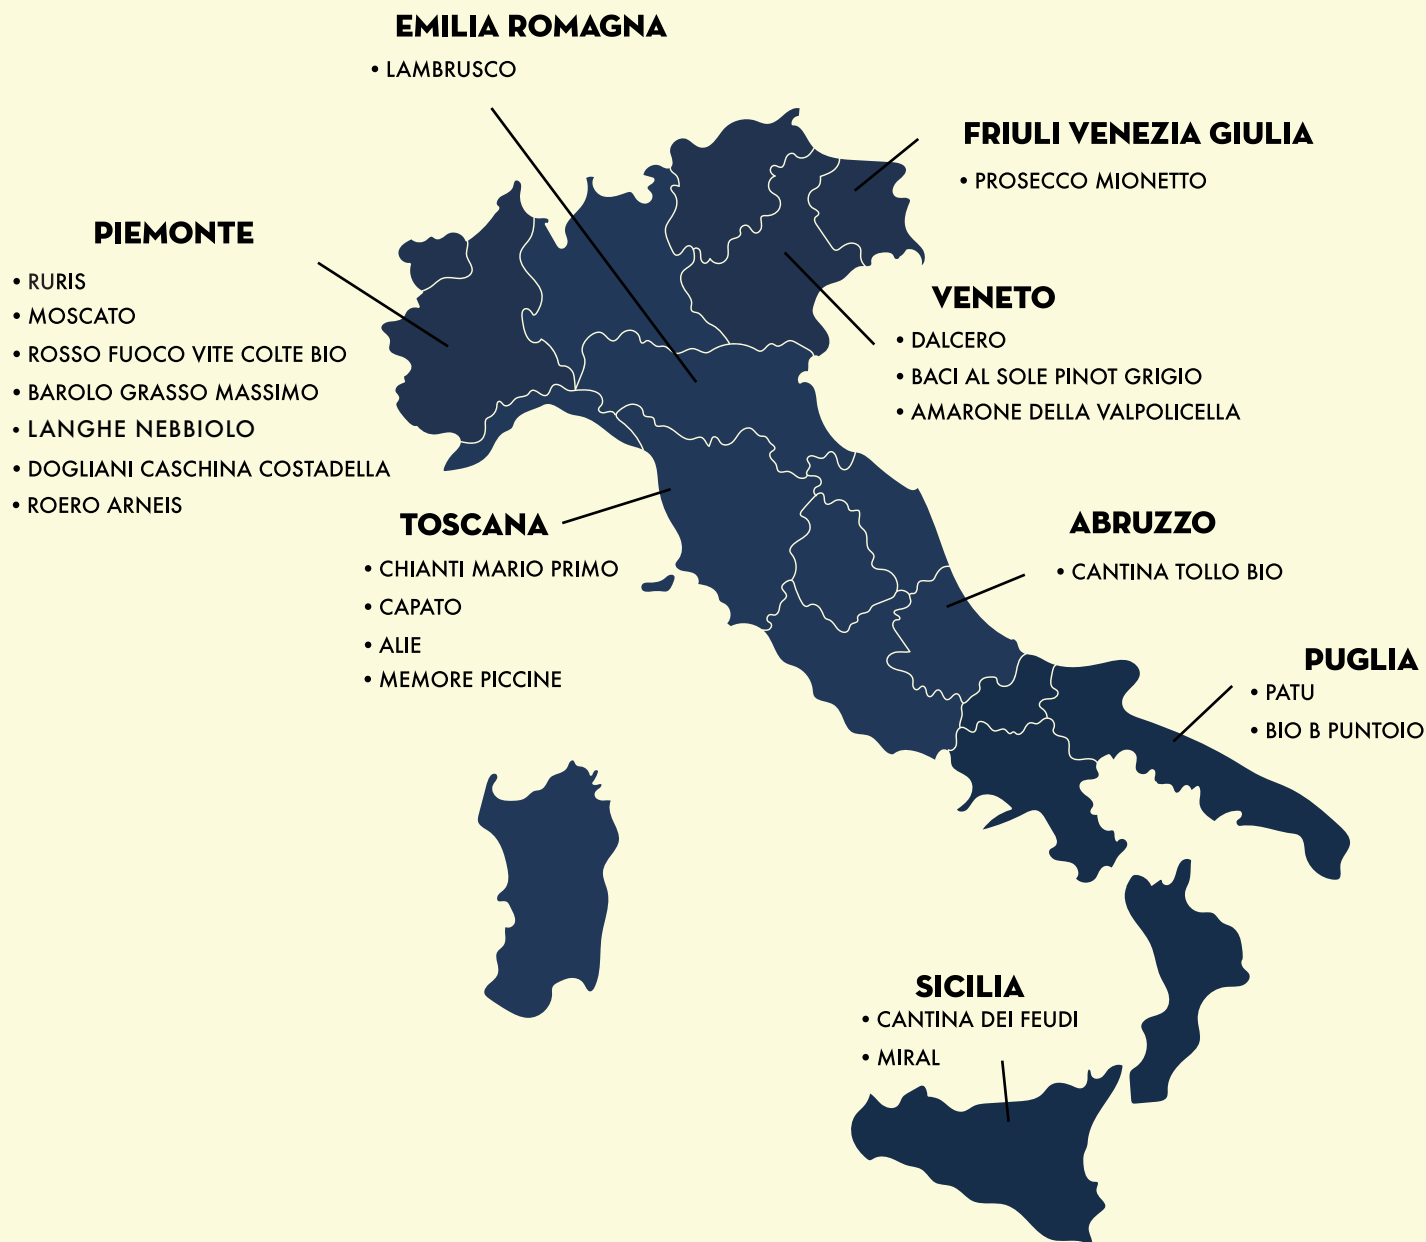 EMILIA ROMAGNA
• LAMBRUSCO
FRIULI VENEZIA GIULIA
• PROSECCO MIONETTO
PIEMONTE
• RURIS
• MOSCATO
• ROSSO FUOCO VITE COLTE BIO
• BAROLO GRASSO MASSIMO
• LANGHE NEBBIOLO
• DOGLIANI CASCHINA COSTADELLA
• ROERO ARNEIS
VENETO
• DALCERO
• BACI AL SOLE PINOT GRIGIO
• AMARONE DELLA VALPOLICELLA
TOSCANA
• CHIANTI MARIO PRIMO
• CAPATO
• ALIE
• MEMORE PICCINE
ABRUZZO
• CANTINA TOLLO BIO
PUGLIA
• PATU
• BIO B PUNTOIO
SICILIA
• CANTINA DEI FEUDI
• MIRAL